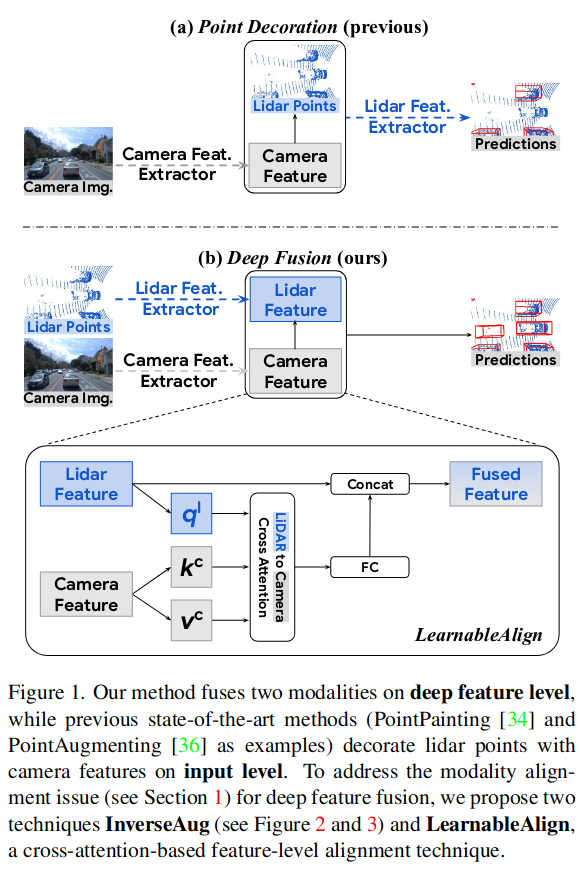 (a) Point Decoration (previous)
Lidar Points
Lidar Feat.
Extractor
Predictions
Camera Img.
Camera Feat.
Extractor
Camera
Feature
(b) Deep Fusion (ours)
Lidar Points
Lidar Feat.
Extractor
Lidar
Feature
Camera Img.
Camera Feat.
Extractor
Camera
Feature
Predictions
Lidar
Feature
Camera
Feature
q^l
k^c
v^c
LiDAR to Camera
Cross Attention
Concat
FC
Fused
Feature
LearnableAlign
Figure 1. Our method fuses two modalities on deep feature level,
while previous state-of-the-art methods (PointPainting [34] and
PointAugmenting [36] as examples) decorate lidar points with
camera features on input level. To address the modality align-
ment issue (see Section 1) for deep feature fusion, we propose two
techniques InverseAug (see Figure 2 and 3) and LearnableAlign,
a cross-attention-based feature-level alignment technique.